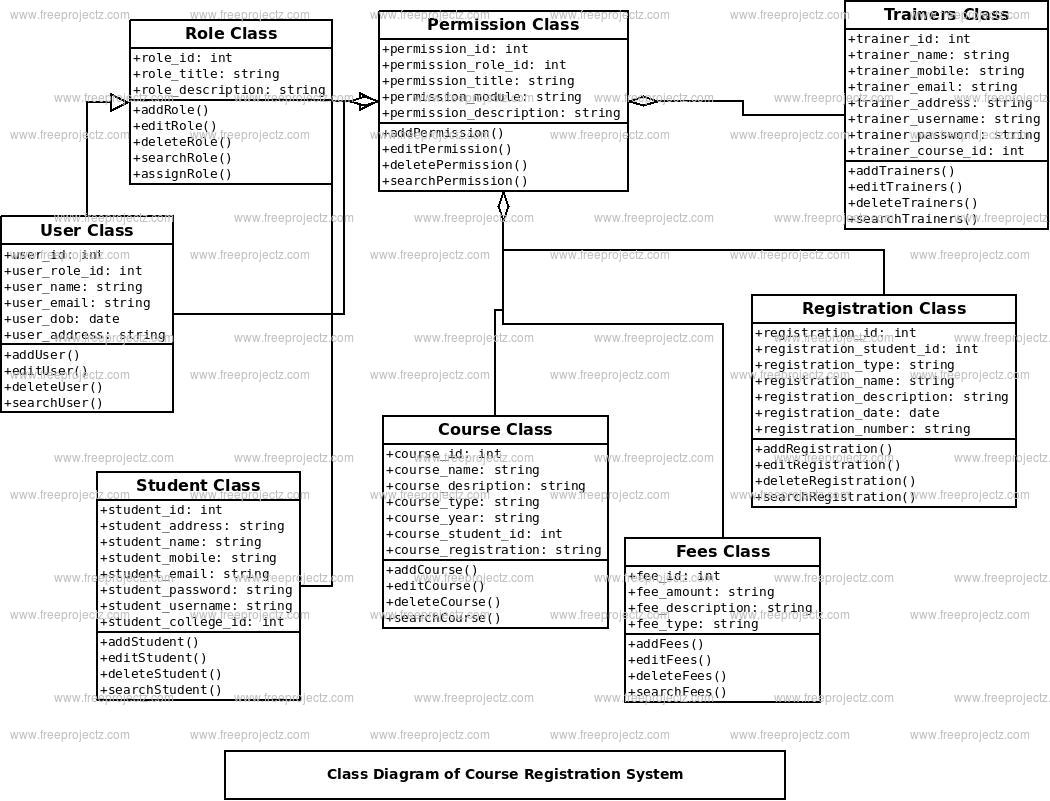 Role Class
+role_id: int
+role_title: string
+role_description: string
+addRole()
+editRole()
+deleteRole()
+searchRole()
+assignRole()
Permission Class
+permission_id: int
+permission_role_id: int
+permission_title: string
+permission_module: string
+permission_description: string
+addPermission()
+editPermission()
+deletePermission()
+searchPermission()
Trainers Class
+trainer_id: int
+trainer_name: string
+trainer_mobile: string
+trainer_email: string
+trainer_address: string
+trainer_username: string
+trainer_password: string
+trainer_course_id: int
+addTrainers()
+editTrainers()
+deleteTrainers()
+searchTrainers()
User Class
+user_id: int
+user_role_id: int
+user_name: string
+user_email: string
+user_dob: date
+user_address: string
+addUser()
+editUser()
+deleteUser()
+searchUser()
Registration Class
+registration_id: int
+registration_student_id: int
+registration_type: string
+registration_name: string
+registration_description: string
+registration_date: date
+registration_number: string
+addRegistration()
+editRegistration()
+deleteRegistration()
+searchRegistration()
Course Class
+course_id: int
+course_name: string
+course_desription: string
+course_type: string
+course_year: string
+course_student_id: int
+course_registration: string
+addCourse()
+editCourse()
+deleteCourse()
+searchCourse()
Student Class
+student_id: int
+student_address: string
+student_name: string
+student_mobile: string
+student_email: string
+student_password: string
+student_username: string
+student_college_id: int
+addStudent()
+editStudent()
+deleteStudent()
+searchStudent()
Fees Class
+fee_id: int
+fee_amount: string
+fee_description: string
+fee_type: string
+addFees()
+editFees()
+deleteFees()
+searchFees()
Class Diagram of Course Registration System
www.freeprojectz.com